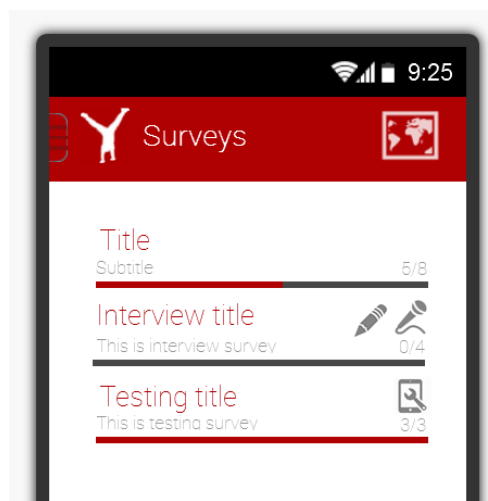 9:25
Surveys
Title
Subtitle 5/8
Interview title
This is interview survey 0/4
Testing title
This is testing survey 3/3